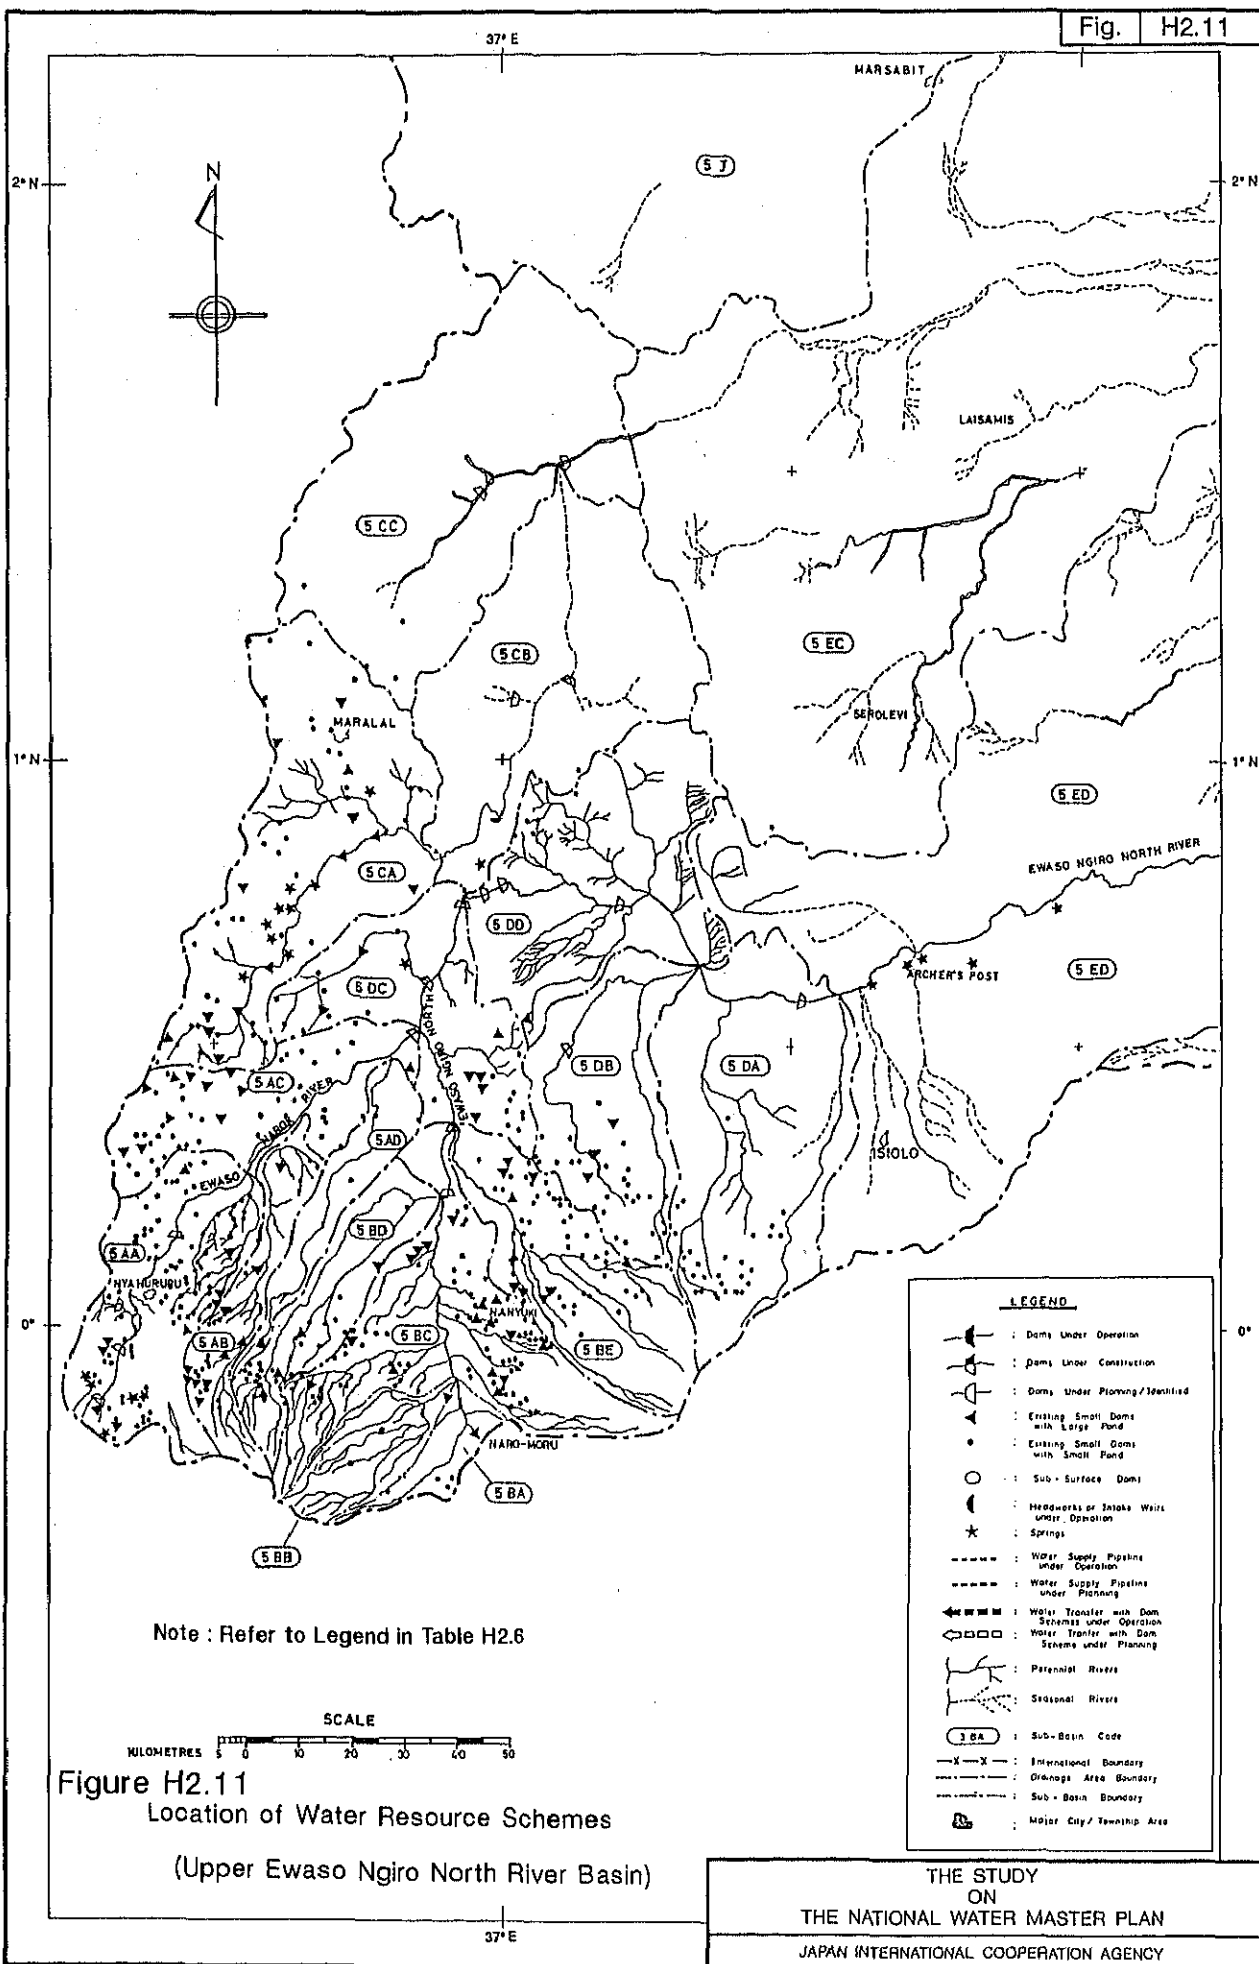 Fig. H2.11
37° E
MARSABIT
5 J
2° N
2° N
N
LAISAMIS
5 CC
5 CB
5 EC
SEROLEVI
MARALAL
1° N
1° N
5 ED
EWASO NGIRO NORTH RIVER
5 CA
5 DD
5 ED
ARCHER'S POST
5 DC
EWASO NGIRO NORTH
5 DB
5 DA
5 AC
EWASO NAROK RIVER
5 AD
ISIOLO
5 BD
5 AA
NYAHURURU
NANYUKI
0°
0°
5 AB
5 BC
5 BE
NARO-MORU
5 BA
5 BB
LEGEND
: Dams Under Operation
: Dams Under Construction
: Dams Under Planning / Identified
: Existing Small Dams with Large Pond
: Existing Small Dams with Small Pond
: Sub - Surface Dams
: Headworks or Intake Weirs under Operation
: Springs
: Water Supply Pipeline under Operation
: Water Supply Pipeline under Planning
: Water Transfer with Dam Schemes under Operation
: Water Tranfer with Dam Scheme under Planning
: Perennial Rivers
: Seasonal Rivers
3 BA : Sub-Basin Code
—X—X— : International Boundary
: Drainage Area Boundary
: Sub - Basin Boundary
: Major City / Township Area
Note : Refer to Legend in Table H2.6
SCALE
KILOMETRES 5 0 10 20 30 40 50
Figure H2.11
Location of Water Resource Schemes
(Upper Ewaso Ngiro North River Basin)
37° E
THE STUDY
ON
THE NATIONAL WATER MASTER PLAN
JAPAN INTERNATIONAL COOPERATION AGENCY